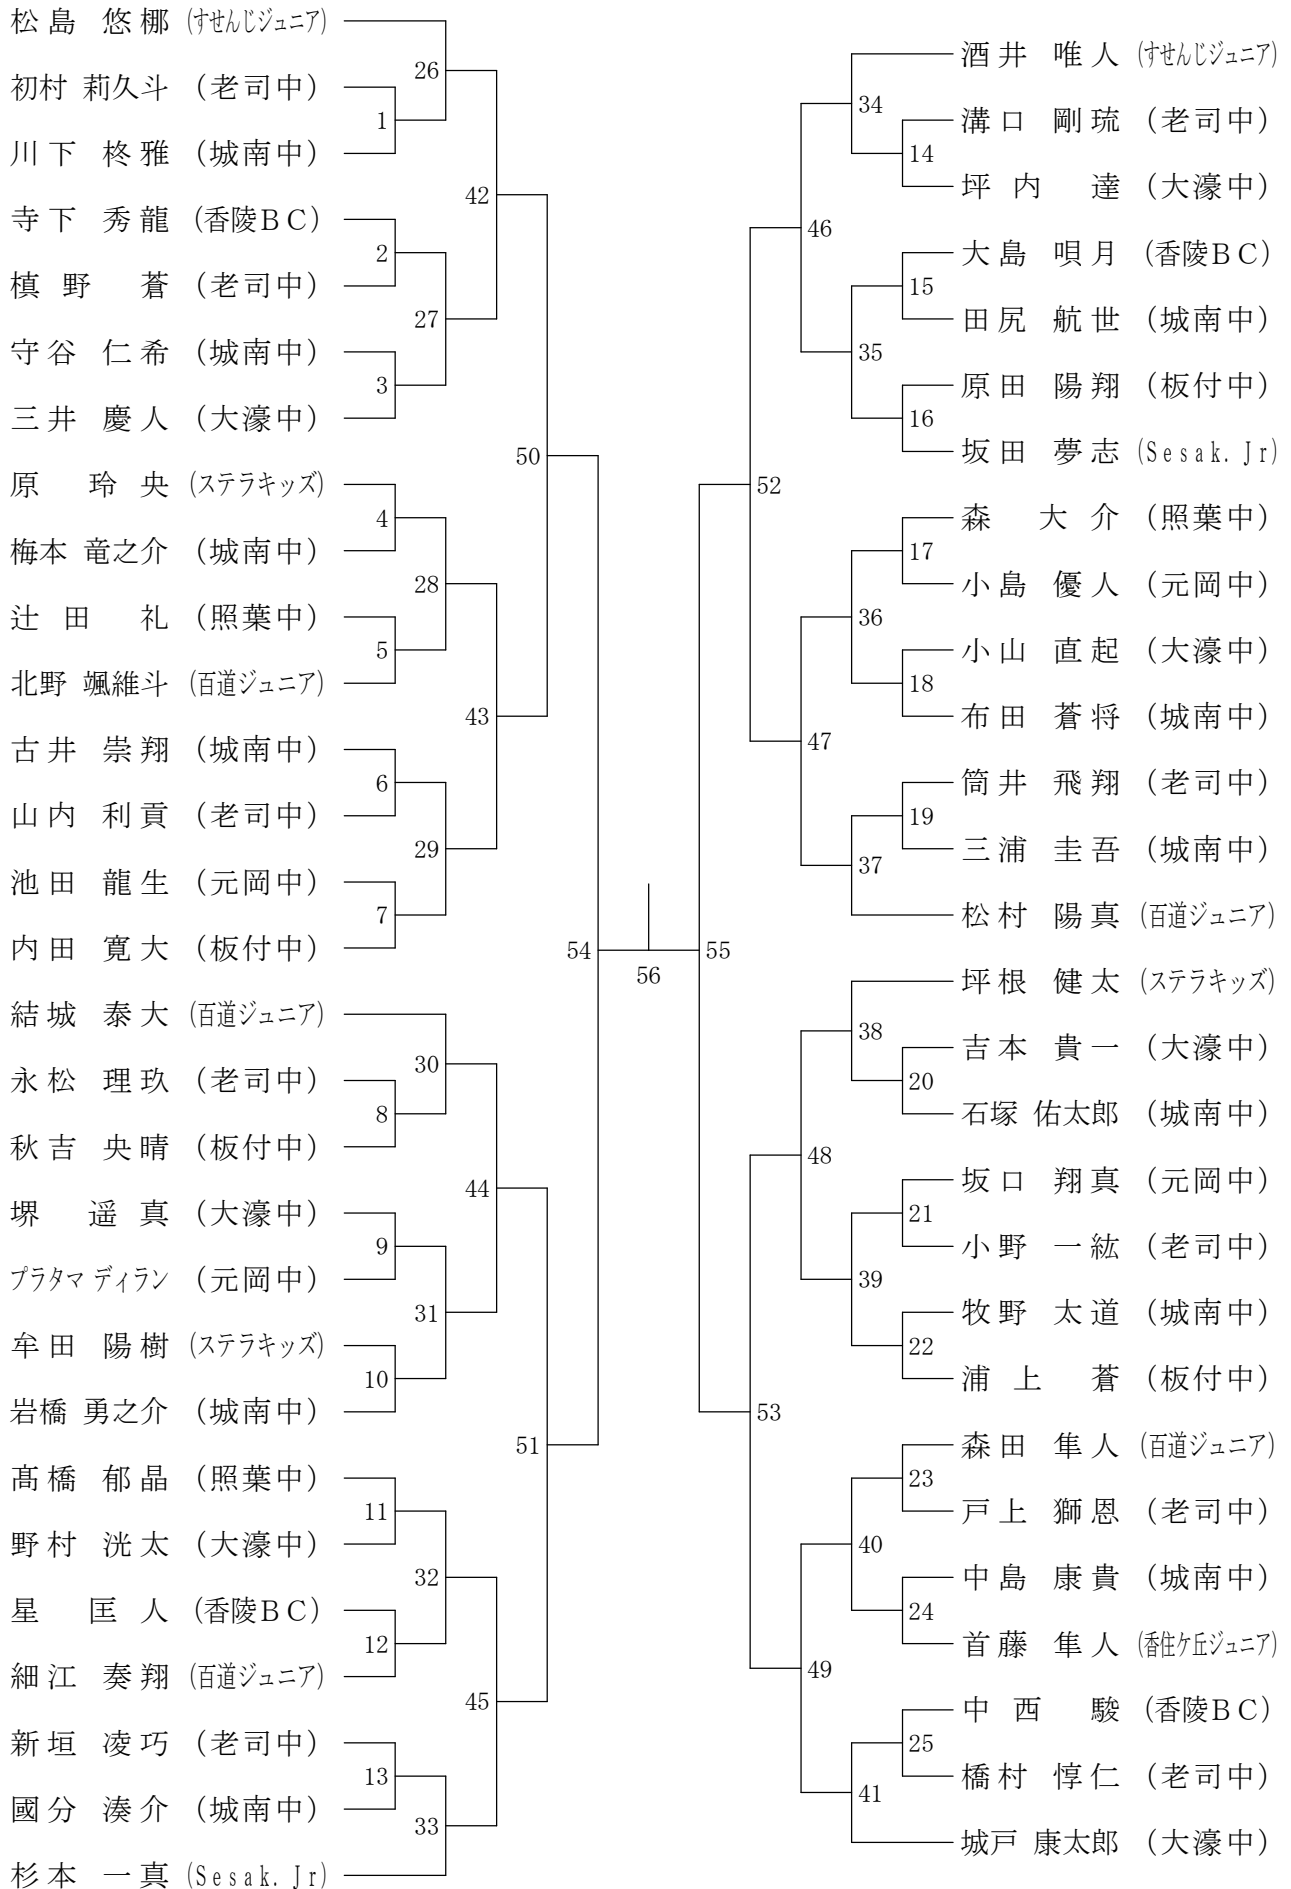 松島 悠梛 (すせんじジュニア)
初村 莉久斗 (老司中)
川下 柊雅 (城南中)
寺下 秀龍 (香陵BC)
槙野 蒼 (老司中)
守谷 仁希 (城南中)
三井 慶人 (大濠中)
原 玲央 (ステラキッズ)
梅本 竜之介 (城南中)
辻田 礼 (照葉中)
北野 颯維斗 (百道ジュニア)
古井 崇翔 (城南中)
山内 利貢 (老司中)
池田 龍生 (元岡中)
内田 寛大 (板付中)
結城 泰大 (百道ジュニア)
永松 理玖 (老司中)
秋吉 央晴 (板付中)
堺 遥真 (大濠中)
プラタマ ディラン (元岡中)
牟田 陽樹 (ステラキッズ)
岩橋 勇之介 (城南中)
髙橋 郁晶 (照葉中)
野村 洸太 (大濠中)
星 匡人 (香陵BC)
細江 奏翔 (百道ジュニア)
新垣 凌巧 (老司中)
國分 湊介 (城南中)
杉本 一真 (Sesak. Jr)
1
2
3
4
5
6
7
8
9
10
11
12
13
26
27
28
29
30
31
32
33
42
43
44
45
50
51
54
56
55
52
53
46
47
48
49
34
35
36
37
38
39
40
41
14
15
16
17
18
19
20
21
22
23
24
25
酒井 唯人 (すせんじジュニア)
溝口 剛琉 (老司中)
坪内 達 (大濠中)
大島 唄月 (香陵BC)
田尻 航世 (城南中)
原田 陽翔 (板付中)
坂田 夢志 (Sesak. Jr)
森 大介 (照葉中)
小島 優人 (元岡中)
小山 直起 (大濠中)
布田 蒼将 (城南中)
筒井 飛翔 (老司中)
三浦 圭吾 (城南中)
松村 陽真 (百道ジュニア)
坪根 健太 (ステラキッズ)
吉本 貴一 (大濠中)
石塚 佑太郎 (城南中)
坂口 翔真 (元岡中)
小野 一紘 (老司中)
牧野 太道 (城南中)
浦上 蒼 (板付中)
森田 隼人 (百道ジュニア)
戸上 獅恩 (老司中)
中島 康貴 (城南中)
首藤 隼人 (香住ケ丘ジュニア)
中西 駿 (香陵BC)
橋村 惇仁 (老司中)
城戸 康太郎 (大濠中)